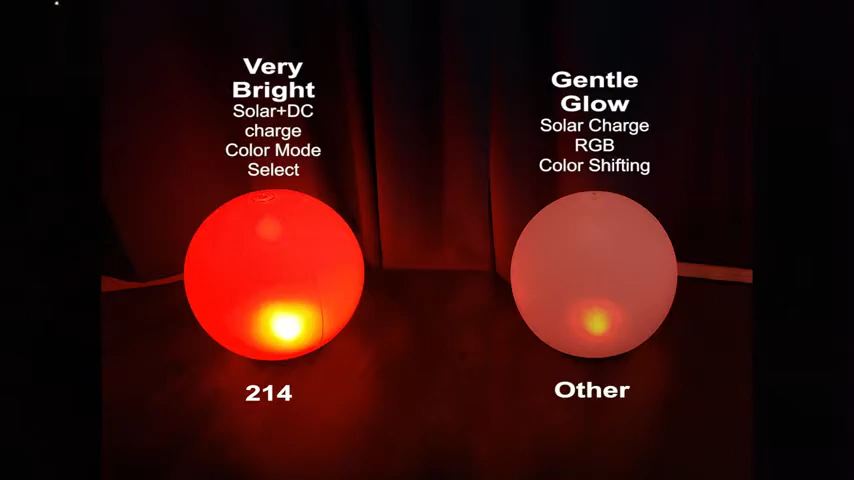 Very
Bright
Solar+DC
charge
Color Mode
Select
Gentle
Glow
Solar Charge
RGB
Color Shifting
214
Other